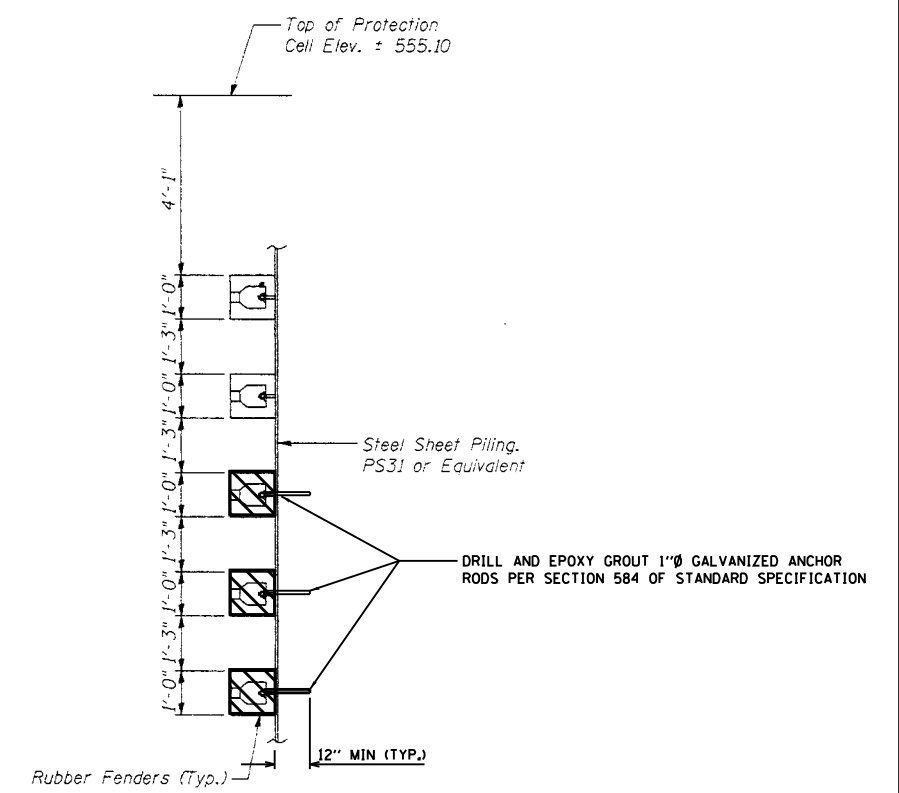 Top of Protection
Cell Elev. ± 555.10
4'-1"
1'-0"
1'-3"
1'-0"
1'-3"
Steel Sheet Piling.
PS31 or Equivalent
1'-0"
1'-3"
DRILL AND EPOXY GROUT 1"Ø GALVANIZED ANCHOR
RODS PER SECTION 584 OF STANDARD SPECIFICATION
1'-0"
1'-3"
1'-0"
12" MIN (TYP.)
Rubber Fenders (Typ.)